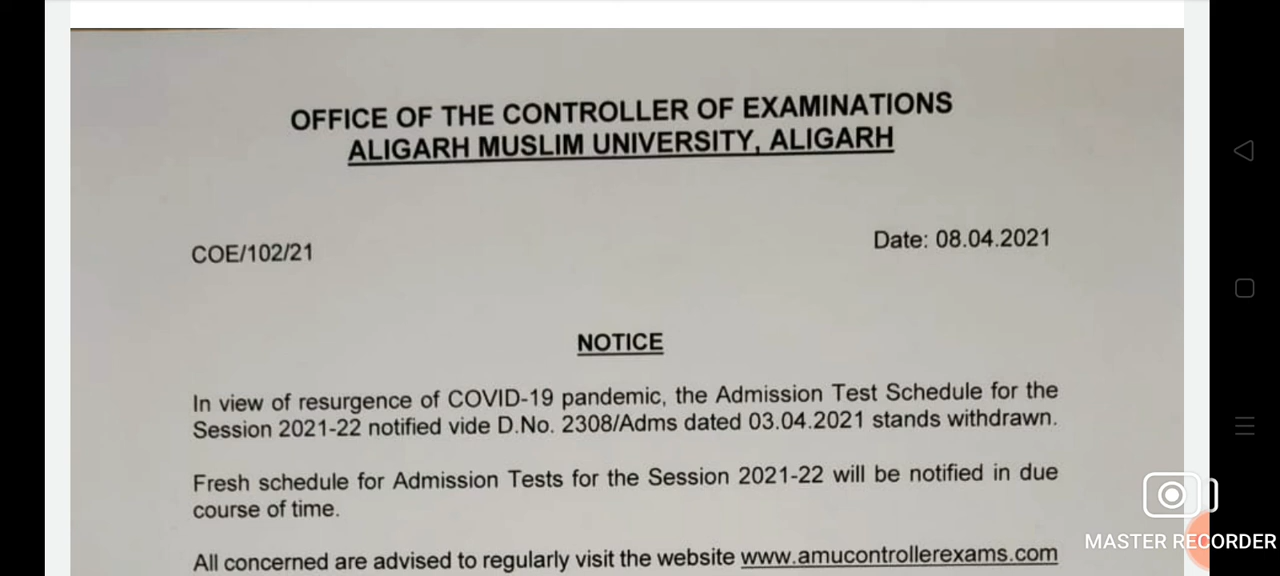 OFFICE OF THE CONTROLLER OF EXAMINATIONS
ALIGARH MUSLIM UNIVERSITY, ALIGARH
COE/102/21
Date: 08.04.2021
NOTICE
In view of resurgence of COVID-19 pandemic, the Admission Test Schedule for the
Session 2021-22 notified vide D.No. 2308/Adms dated 03.04.2021 stands withdrawn.
Fresh schedule for Admission Tests for the Session 2021-22 will be notified in due
course of time.
All concerned are advised to regularly visit the website www.amucontrollerexams.com
MASTER RECORDER